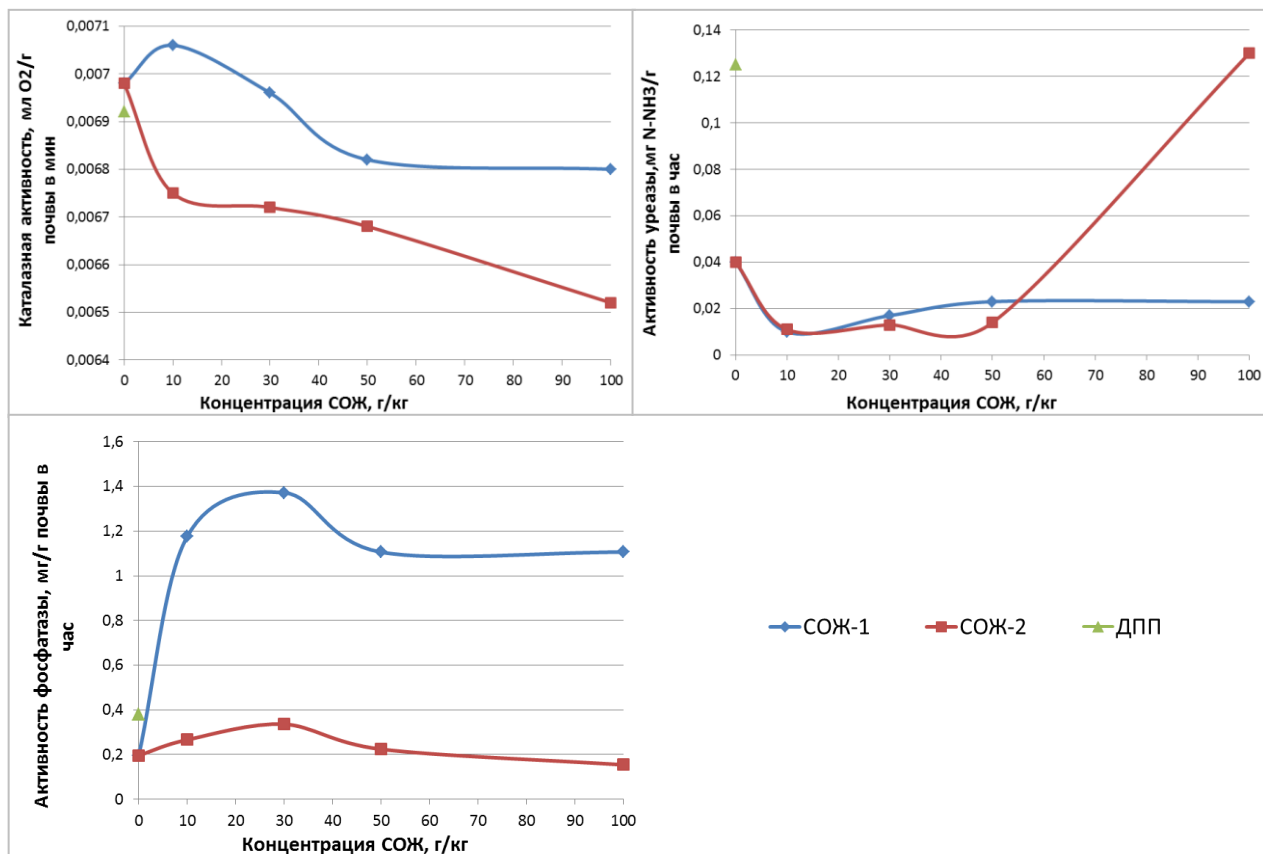 Каталазная активность, мл О2/г
почвы в мин
0,0071
0,007
0,0069
0,0068
0,0067
0,0066
0,0065
0,0064
0 10 20 30 40 50 60 70 80 90 100
Концентрация СОЖ, г/кг
Активность уреазы,мг N-NH3/г
почвы в час
0,14
0,12
0,1
0,08
0,06
0,04
0,02
0
0 10 20 30 40 50 60 70 80 90 100
Концентрация СОЖ, г/кг
Активность фосфатазы, мг/г почвы в
час
1,6
1,4
1,2
1
0,8
0,6
0,4
0,2
0
0 10 20 30 40 50 60 70 80 90 100
Концентрация СОЖ, г/кг
СОЖ-1 СОЖ-2 ДПП